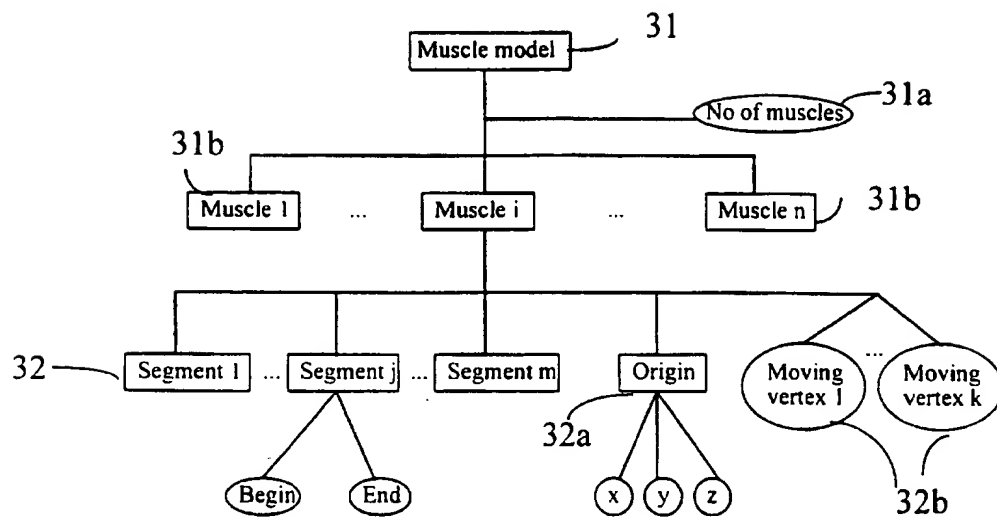 Muscle model
31
No of muscles
31a
31b
Muscle 1
...
Muscle i
...
Muscle n
31b
32
Segment 1
...
Segment j
...
Segment m
Origin
32a
Moving
vertex 1
...
Moving
vertex k
32b
Begin
End
x
y
z